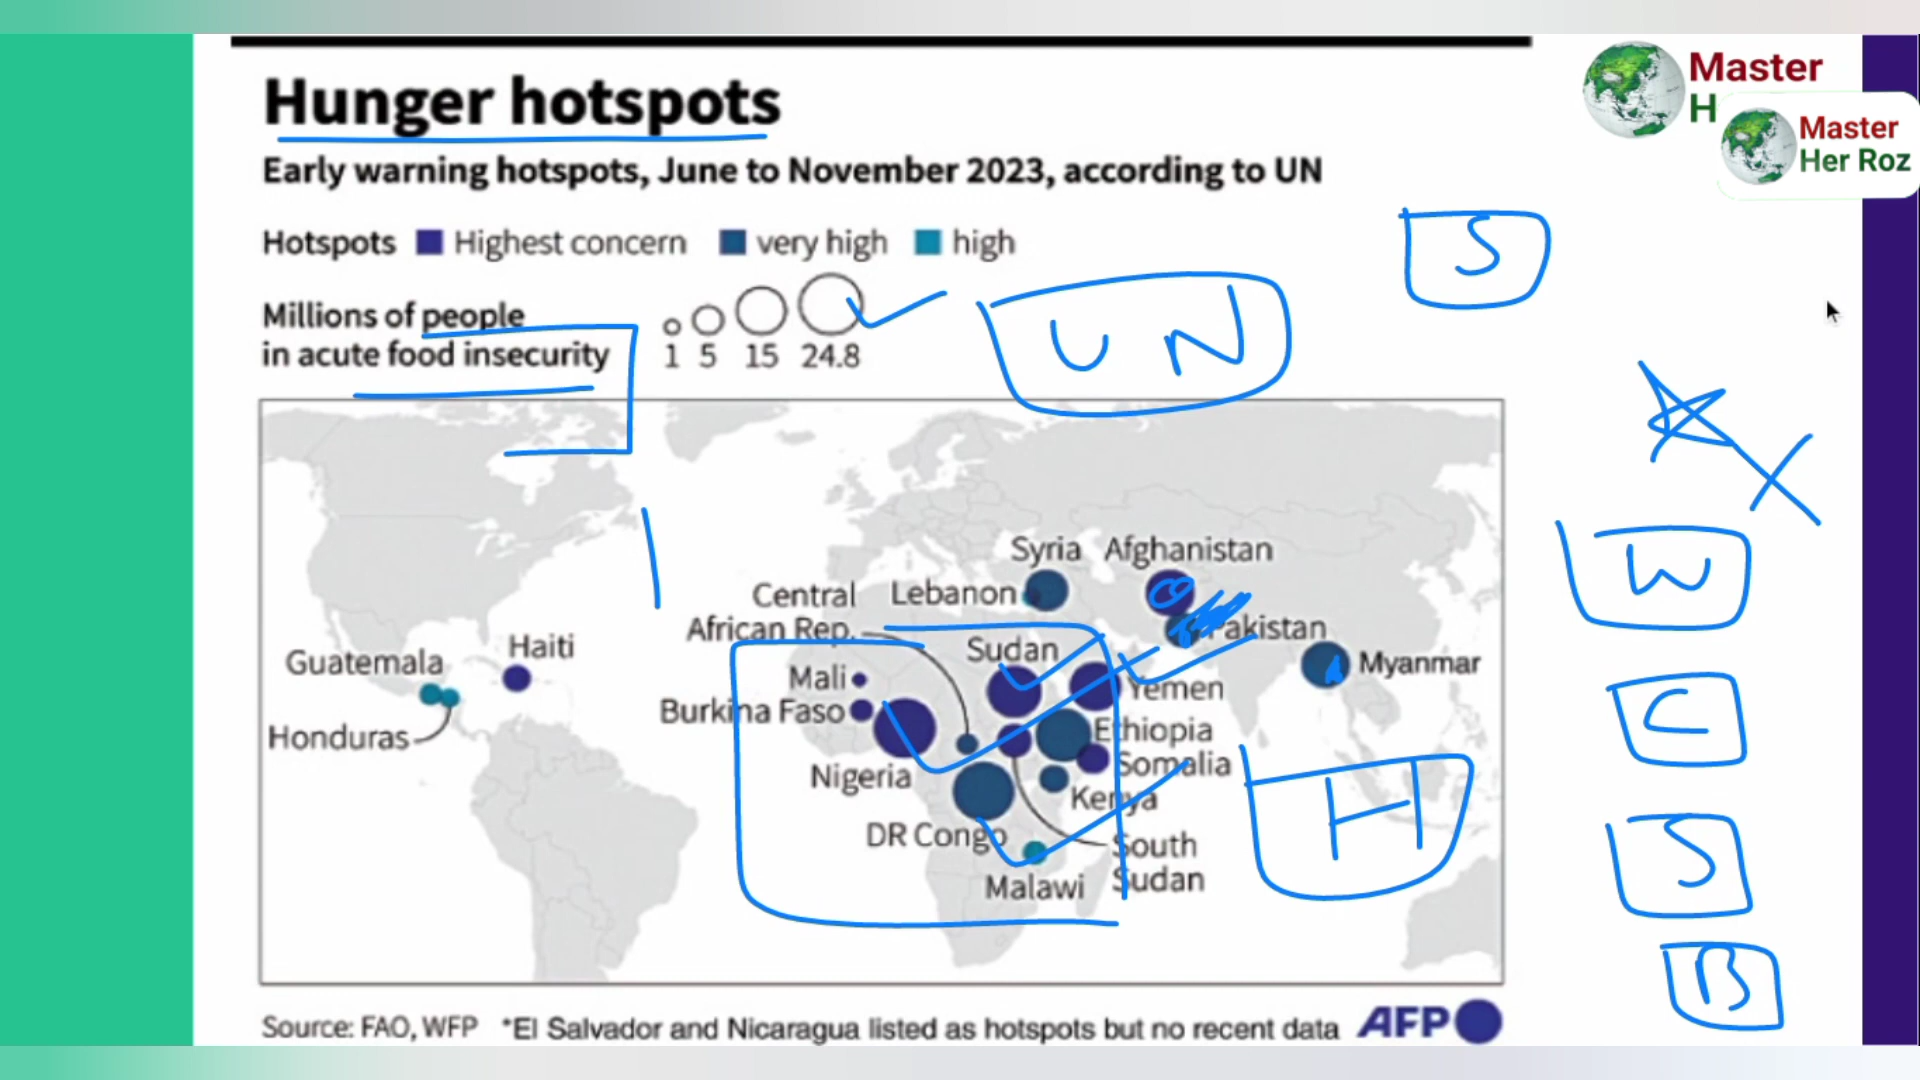 Master
H
Master
Her Roz
Hunger hotspots
Early warning hotspots, June to November 2023, according to UN
Hotspots Highest concern very high high
S
Millions of people
in acute food insecurity
1 5 15 24.8
UN
Syria Afghanistan
Central
African Rep.
Lebanon
Pakistan
Guatemala
Haiti
Sudan
Mali
Myanmar
Yemen
Burkina Faso
Honduras
Ethiopia
Nigeria
Somalia
Kenya
DR Congo
South
Sudan
Malawi
W
C
H
S
B
Source: FAO, WFP *El Salvador and Nicaragua listed as hotspots but no recent data AFP